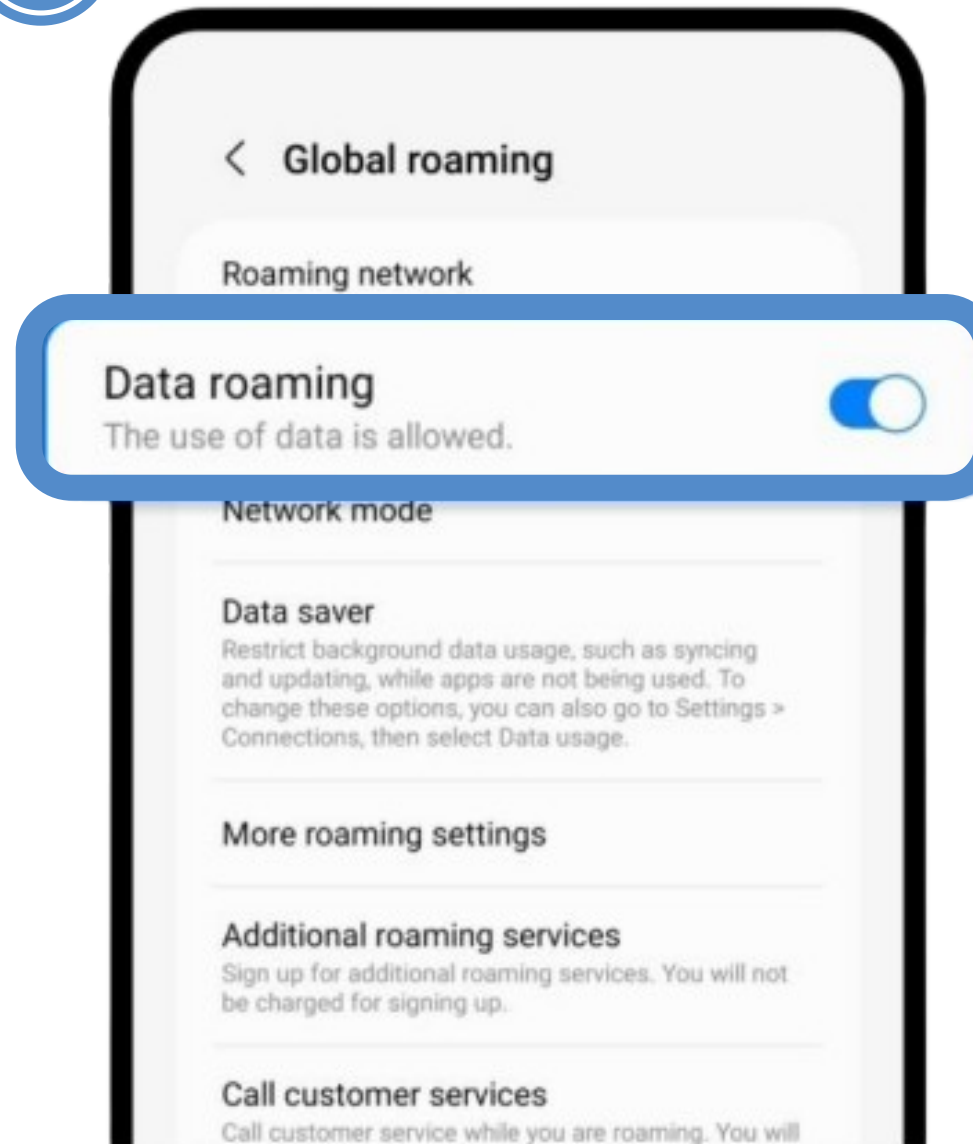 Global roaming
Roaming network
Data roaming
The use of data is allowed.
Network mode
Data saver
Restrict background data usage, such as syncing
and updating, while apps are not being used. To
change these options, you can also go to Settings >
Connections, then select Data usage.
More roaming settings
Additional roaming services
Sign up for additional roaming services. You will not
be charged for signing up.
Call customer services
Call customer service while you are roaming. You will